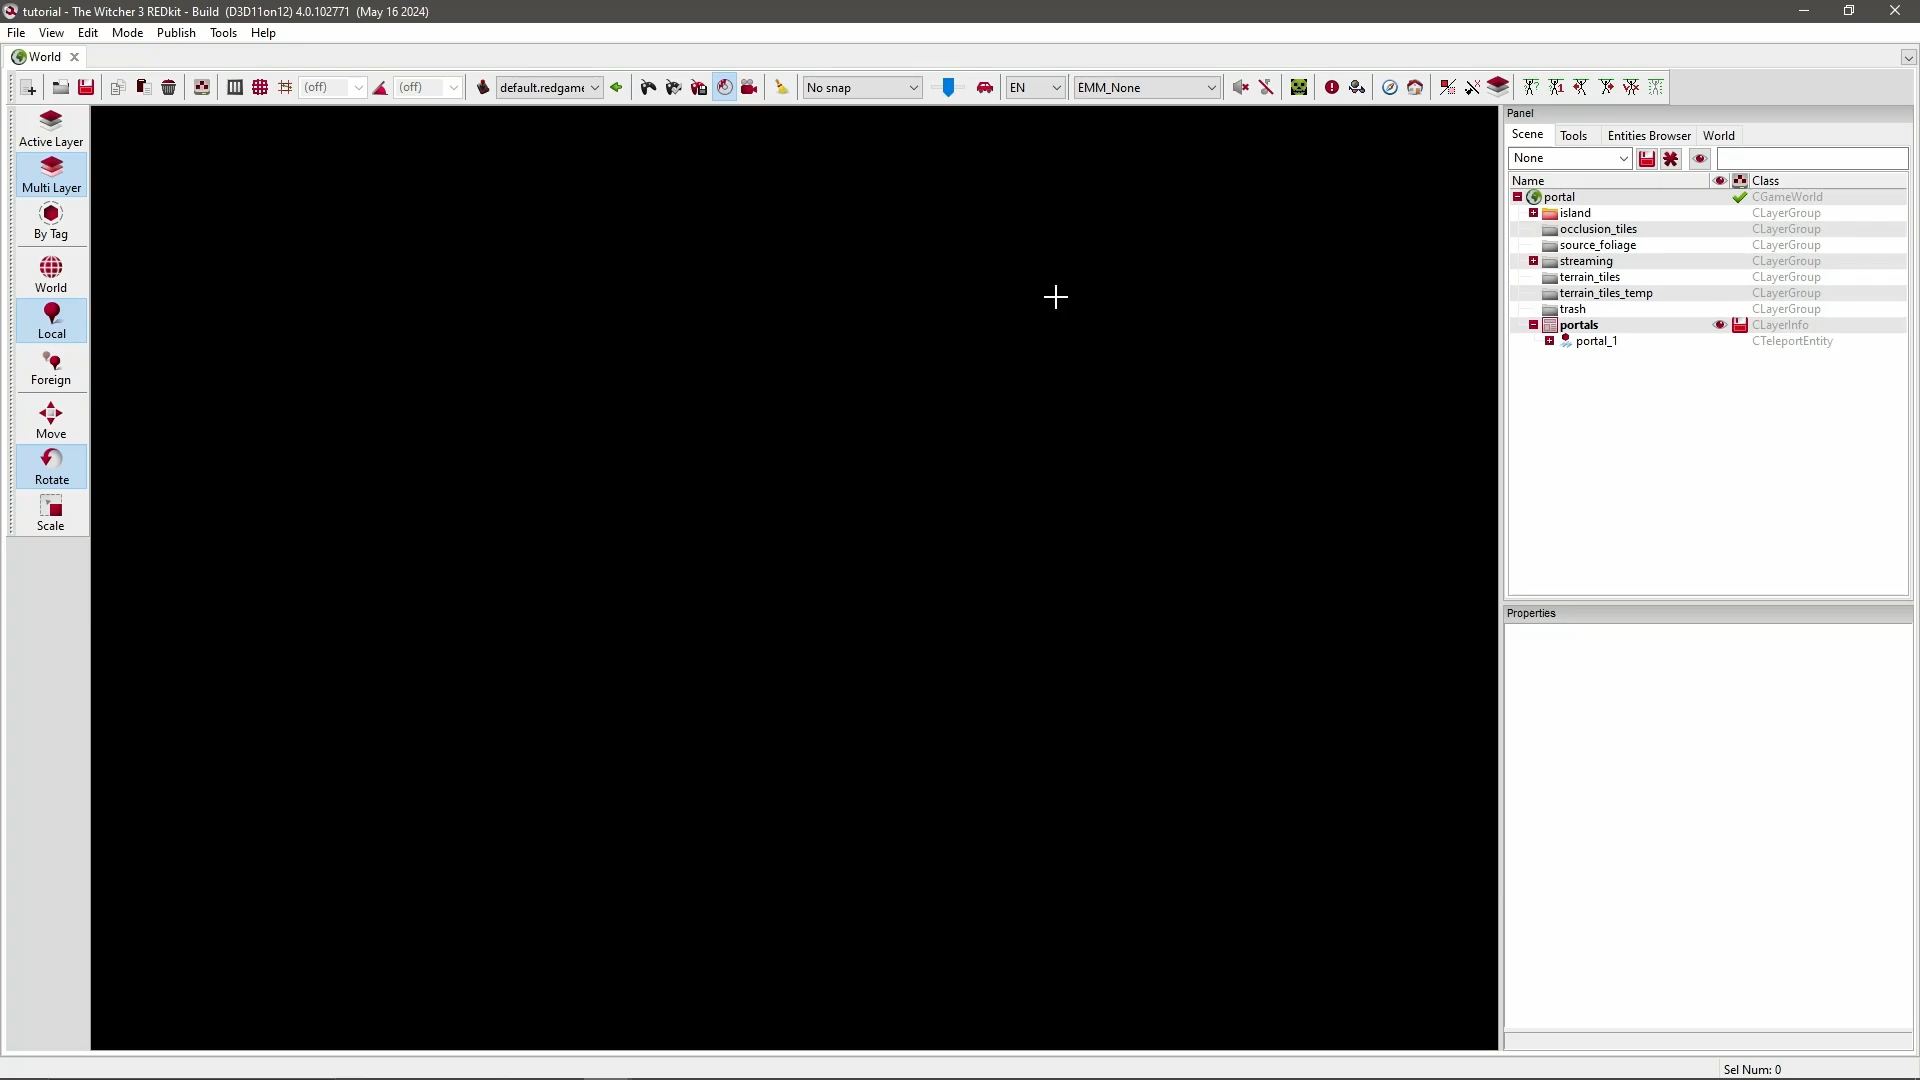 tutorial - The Witcher 3 REDkit - Build  (D3D11on12) 4.0.102771  (May 16 2024)
File View Edit Mode Publish Tools Help
World
(off) (off) default.redgame No snap EN EMM_None
Active Layer
Multi Layer
By Tag
World
Local
Foreign
Move
Rotate
Scale
Panel
Scene Tools Entities Browser World
None
Name Class
portal CGameWorld
island CLayerGroup
occlusion_tiles CLayerGroup
source_foliage CLayerGroup
streaming CLayerGroup
terrain_tiles CLayerGroup
terrain_tiles_temp CLayerGroup
trash CLayerGroup
portals CLayerInfo
portal_1 CTeleportEntity
Properties
Sel Num: 0